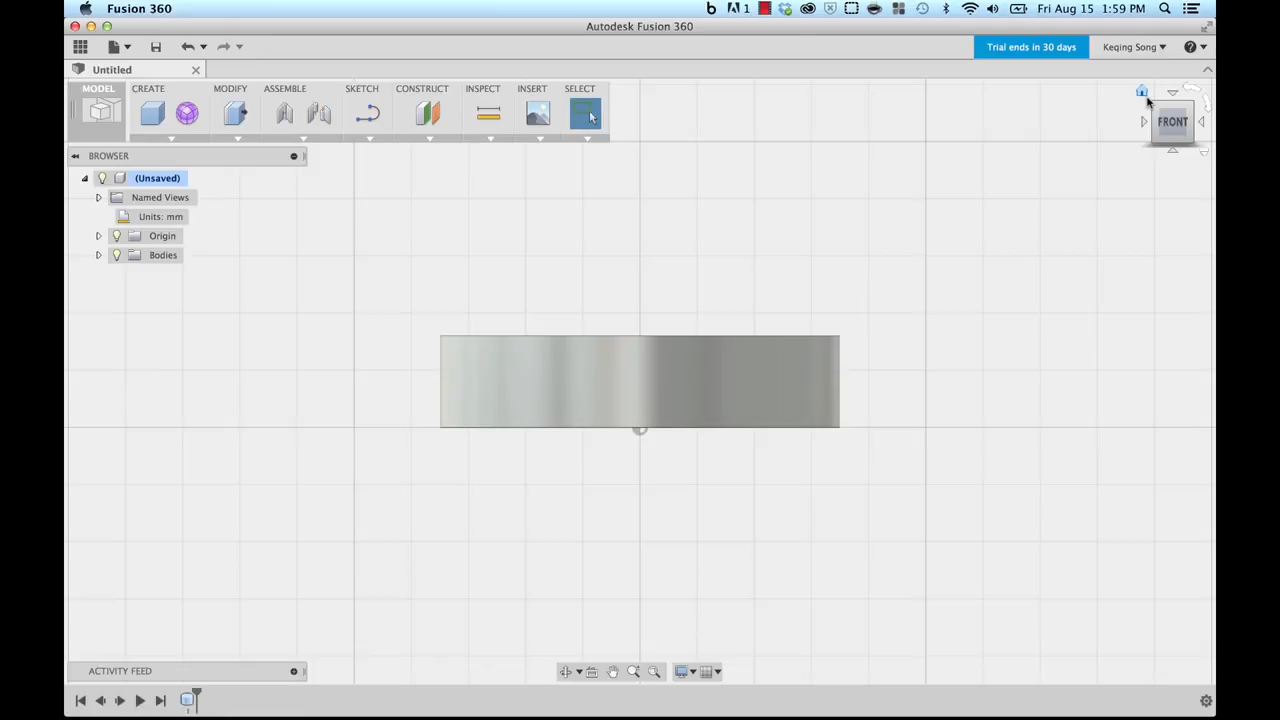 Fusion 360
1
Fri Aug 15 1:59 PM
Autodesk Fusion 360
Trial ends in 30 days
Keqing Song
Untitled
MODEL
CREATE
MODIFY
ASSEMBLE
SKETCH
CONSTRUCT
INSPECT
INSERT
SELECT
FRONT
BROWSER
(Unsaved)
Named Views
Units: mm
Origin
Bodies
ACTIVITY FEED